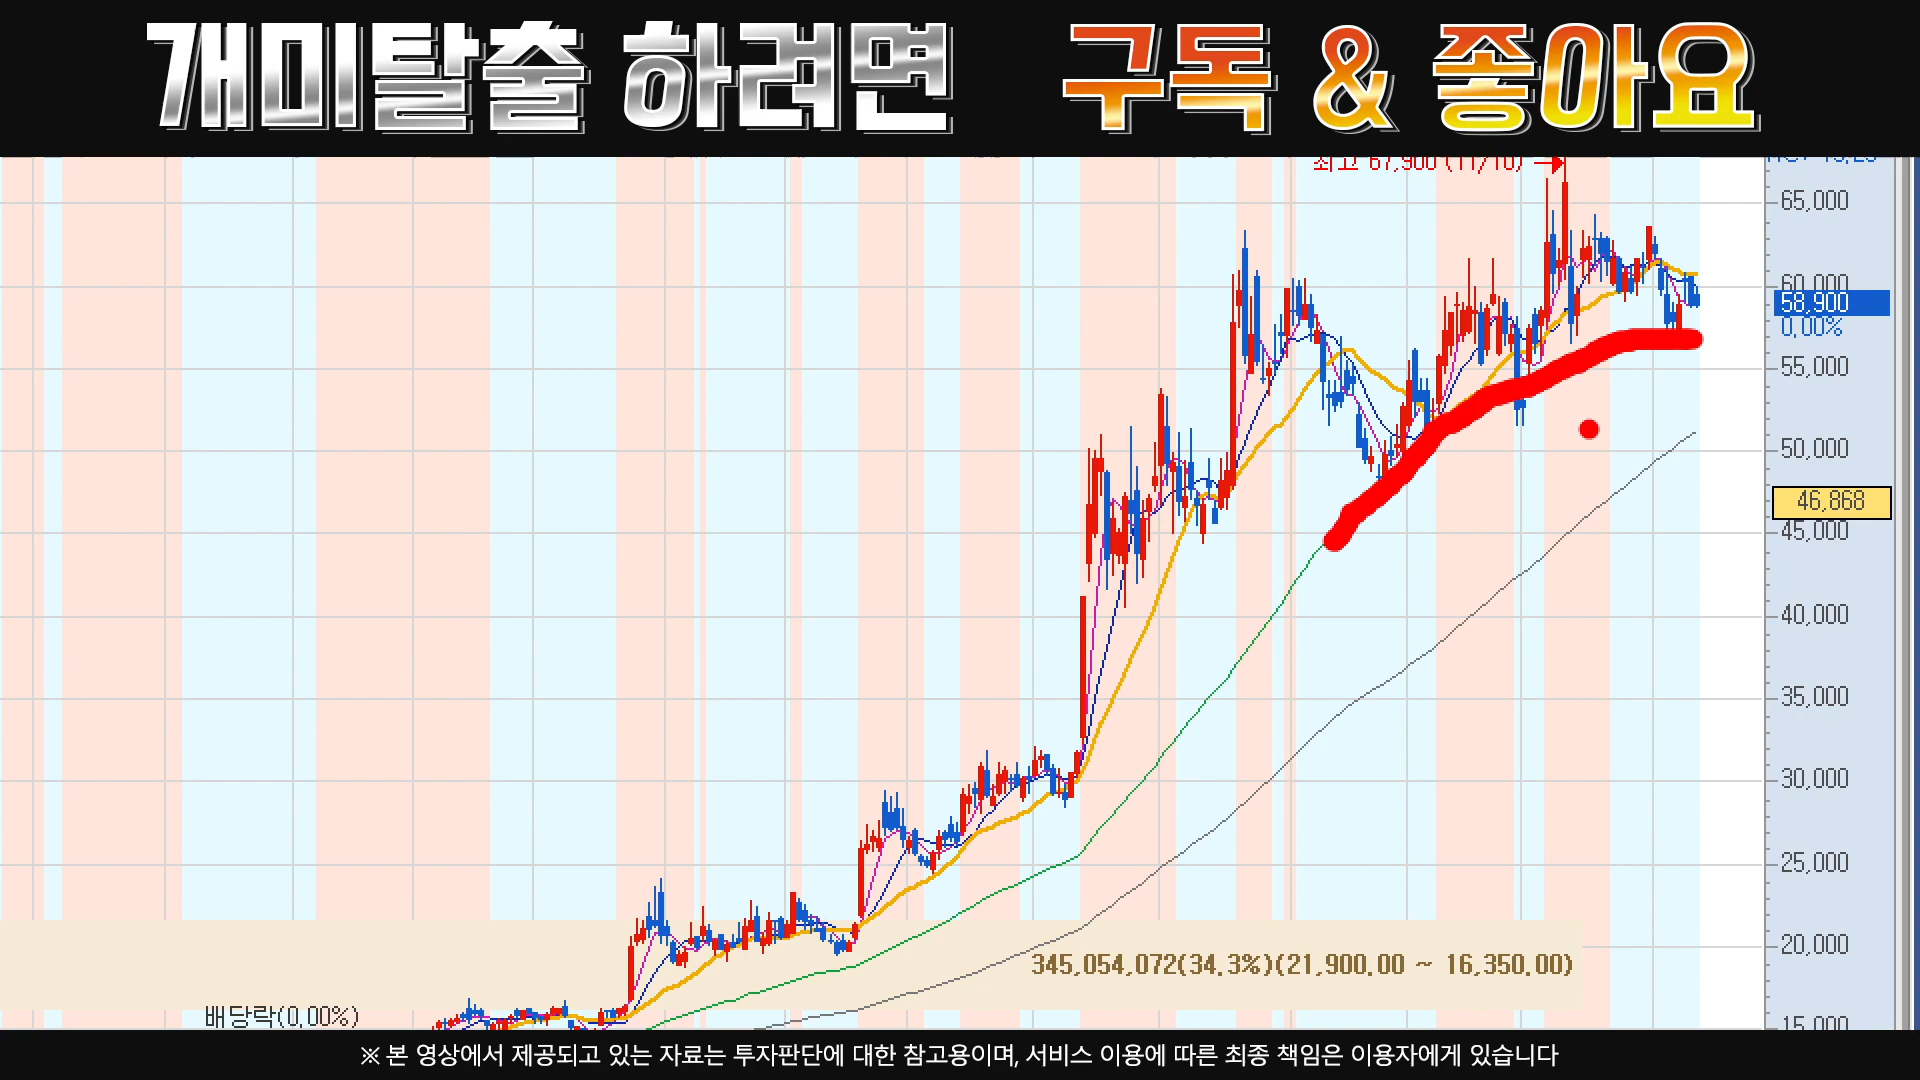 개미탈출 하려면 구독 & 좋아요
최고 67,900 (11/10)
65,000
60,000
58,900
0.00%
55,000
50,000
46,868
45,000
40,000
35,000
30,000
25,000
20,000
345,054,072(34.3%)(21,900.00 ~ 16,350.00)
배당락(0.00%)
15,000
※ 본 영상에서 제공되고 있는 자료는 투자판단에 대한 참고용이며, 서비스 이용에 따른 최종 책임은 이용자에게 있습니다